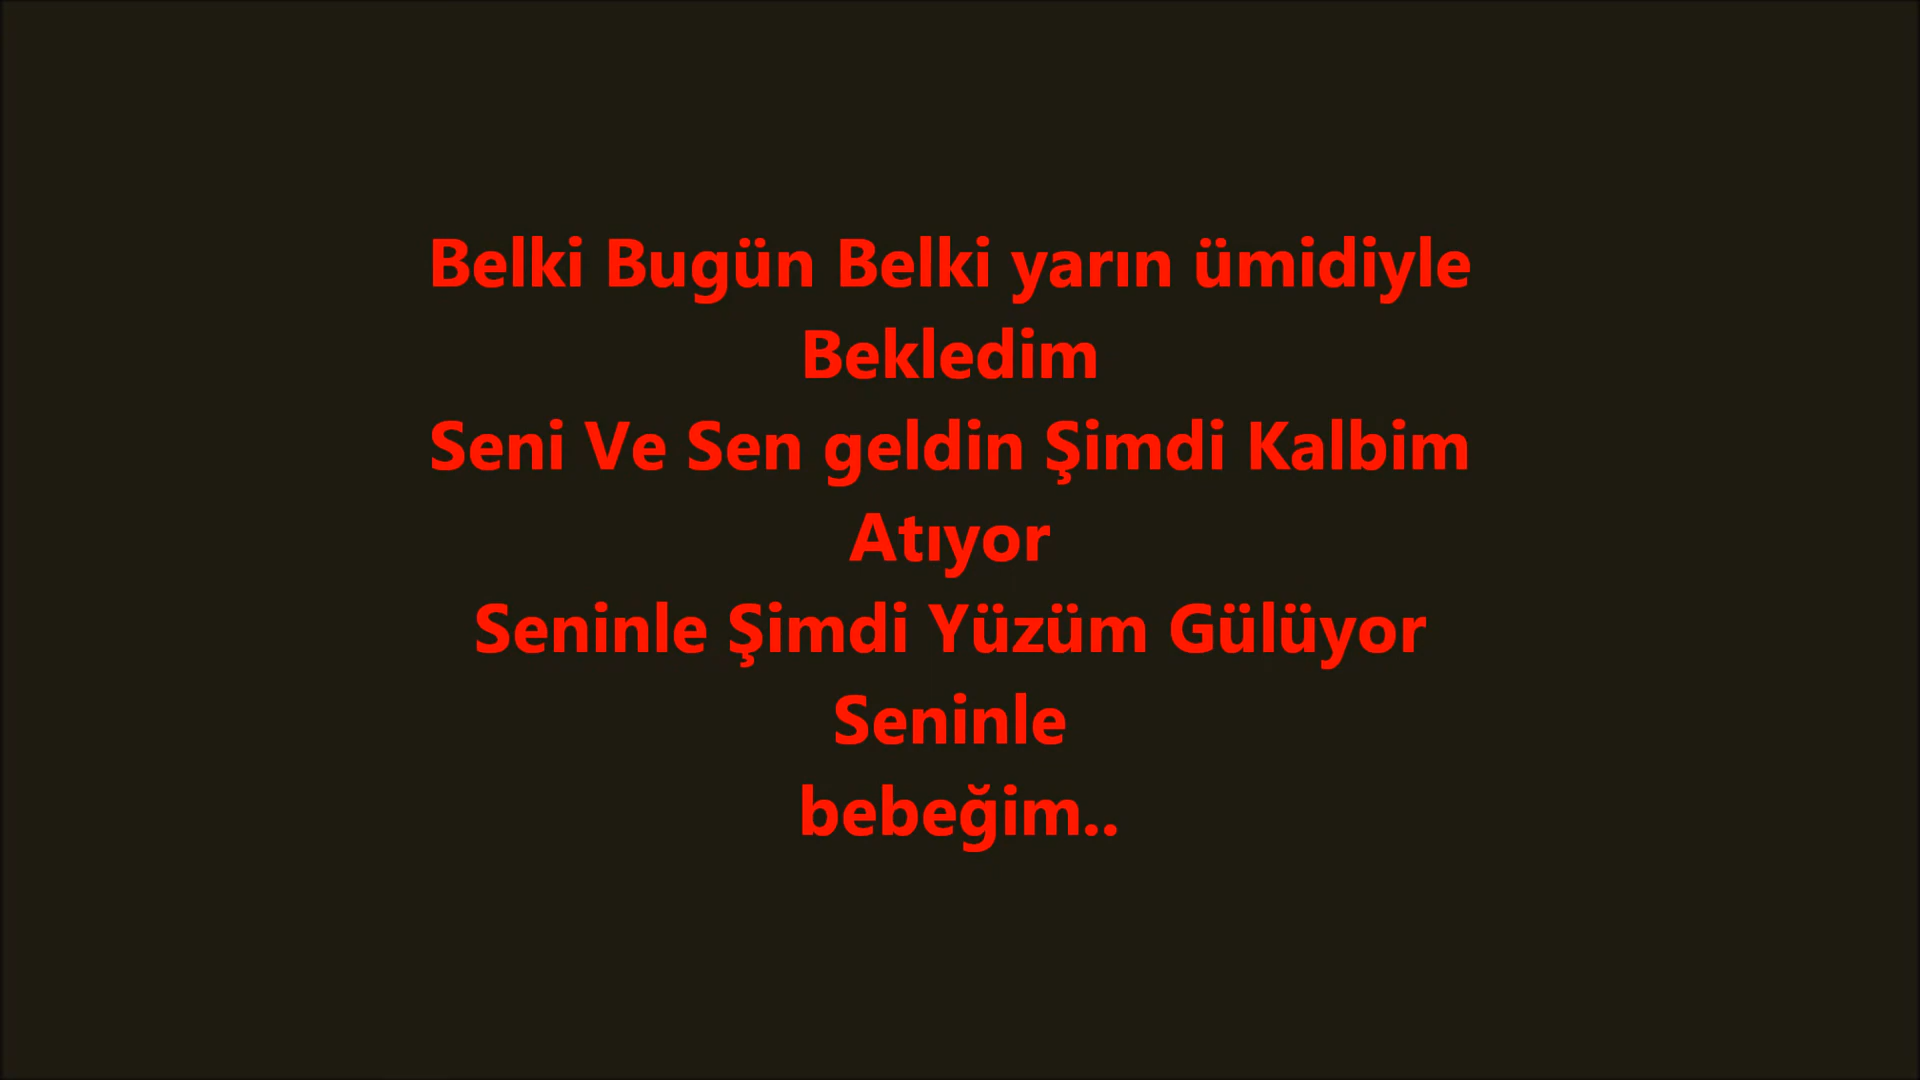 Belki Bugün Belki yarın ümidiyle
Bekledim
Seni Ve Sen geldin Şimdi Kalbim
Atıyor
Seninle Şimdi Yüzüm Gülüyor
Seninle
bebeğim..